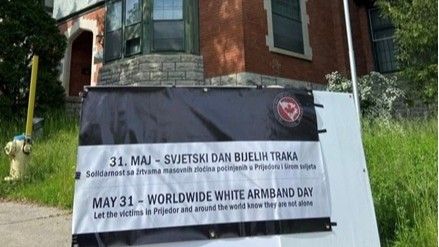 31. MAJ – SVJETSKI DAN BIJELIH TRAKA
Solidarnost sa žrtvama masovnih zločina počinjenih u Prijedoru i širom svijeta
MAY 31 – WORLDWIDE WHITE ARMBAND DAY
Let the victims in Prijedor and around the world know they are not alone